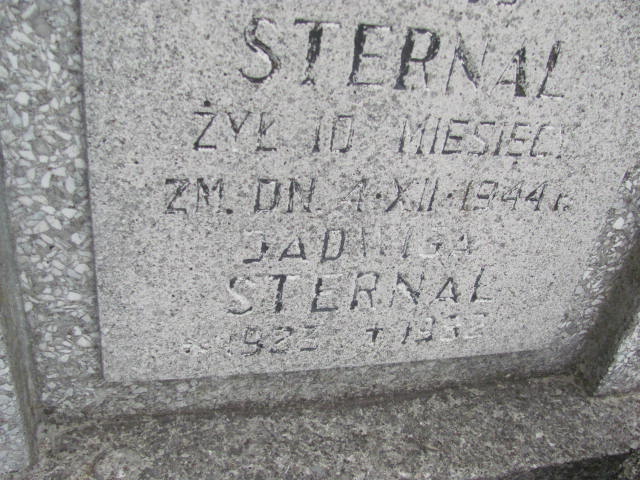 STERNAL
ŻYŁ 10 MIESIĘCY
ZM. DN. 4·XII·1944 r.
JADWIGA
STERNAL